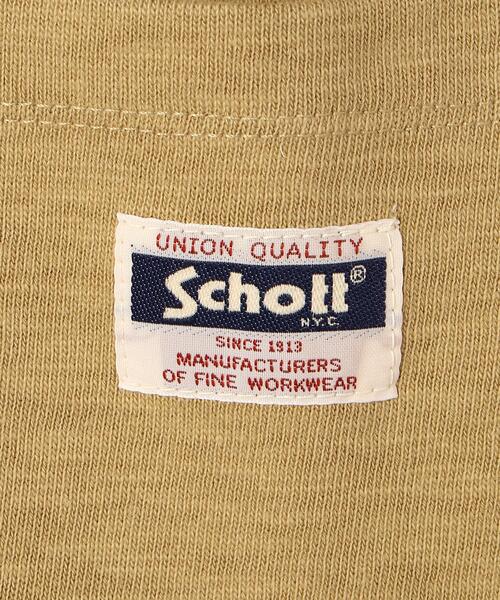 UNION QUALITY
Schott®
N.Y.C.
SINCE 1913
MANUFACTURERS
OF FINE WORKWEAR